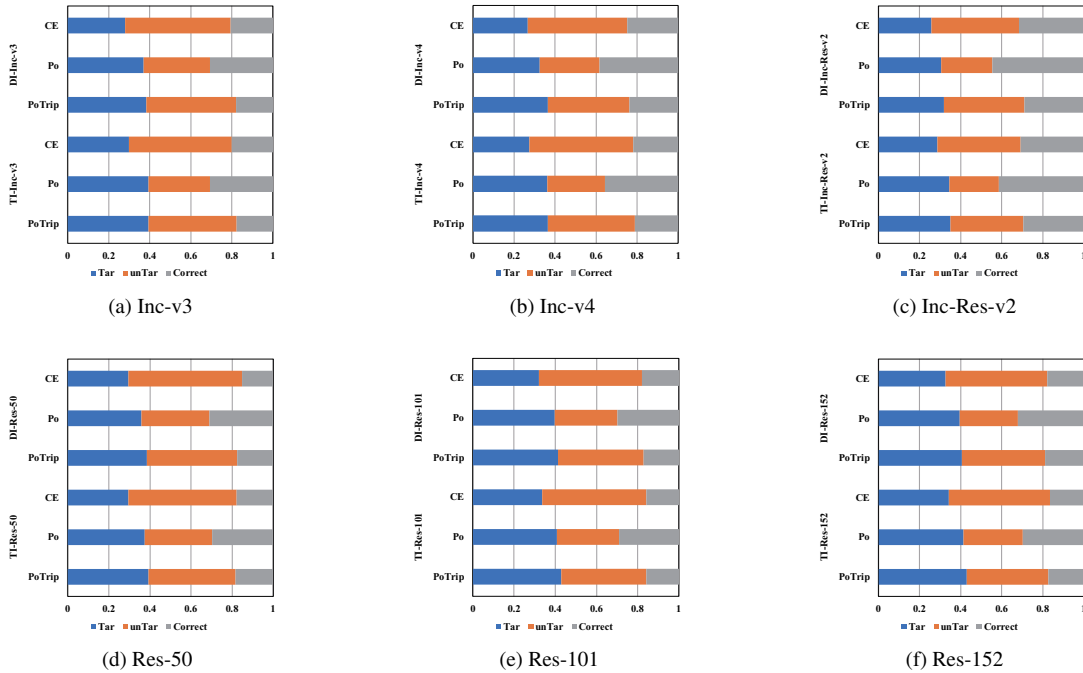 DI-Inc-v3
CE
Po
PoTrip
TI-Inc-v3
CE
Po
PoTrip
0 0.2 0.4 0.6 0.8 1
Tar unTar Correct
(a) Inc-v3
DI-Inc-v4
CE
Po
PoTrip
TI-Inc-v4
CE
Po
PoTrip
0 0.2 0.4 0.6 0.8 1
Tar unTar Correct
(b) Inc-v4
DI-Inc-Res-v2
CE
Po
PoTrip
TI-Inc-Res-v2
CE
Po
PoTrip
0 0.2 0.4 0.6 0.8 1
Tar unTar Correct
(c) Inc-Res-v2
DI-Res-50
CE
Po
PoTrip
TI-Res-50
CE
Po
PoTrip
0 0.2 0.4 0.6 0.8 1
Tar unTar Correct
(d) Res-50
DI-Res-101
CE
Po
PoTrip
TI-Res-101
CE
Po
PoTrip
0 0.2 0.4 0.6 0.8 1
Tar unTar Correct
(e) Res-101
DI-Res-152
CE
Po
PoTrip
TI-Res-152
CE
Po
PoTrip
0 0.2 0.4 0.6 0.8 1
Tar unTar Correct
(f) Res-152